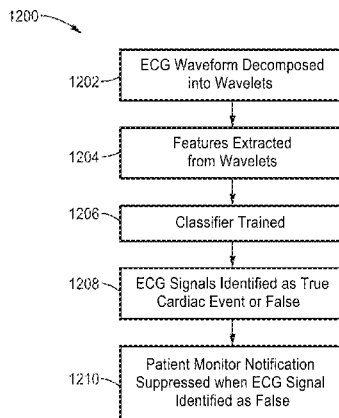 1200
1202
ECG Waveform Decomposed
into Wavelets
1204
Features Extracted
from Wavelets
1206
Classifier Trained
1208
ECG Signals Identified as True
Cardiac Event or False
1210
Patient Monitor Notification
Suppressed when ECG Signal
Identified as False